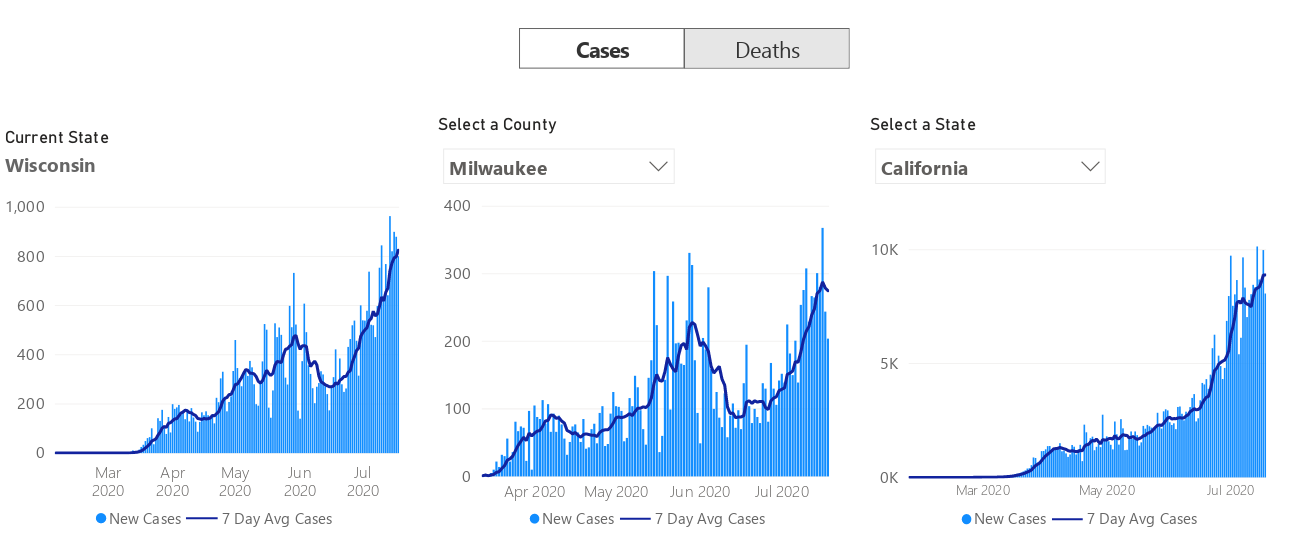 Cases Deaths
Current State
Wisconsin
1,000
800
600
400
200
0
Mar 2020
Apr 2020
May 2020
Jun 2020
Jul 2020
New Cases 7 Day Avg Cases
Select a County
Milwaukee
400
300
200
100
0
Apr 2020 May 2020 Jun 2020 Jul 2020
New Cases 7 Day Avg Cases
Select a State
California
10K
5K
0K
Mar 2020 May 2020 Jul 2020
New Cases 7 Day Avg Cases